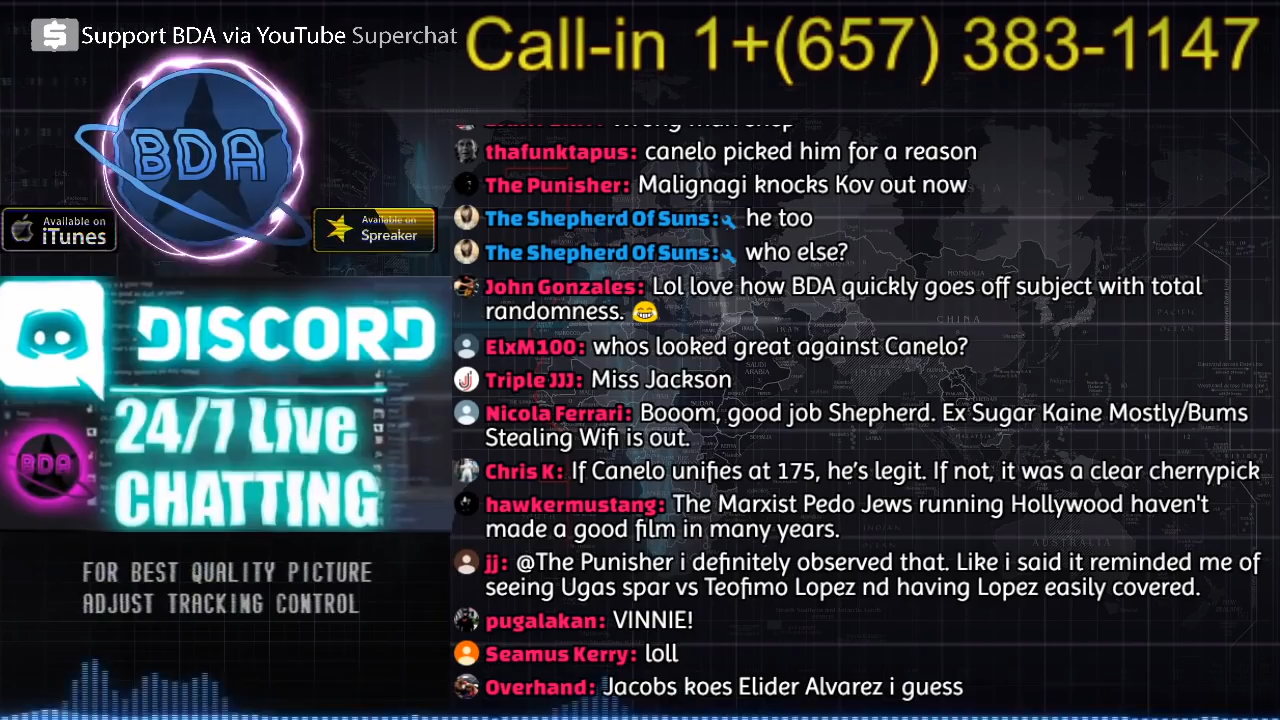 Support BDA via YouTube Superchat
Call-in 1+(657) 383-1147
BDA
Available on
iTunes
Available on
Spreaker
DISCORD
24/7 Live
CHATTING
BDA
FOR BEST QUALITY PICTURE
ADJUST TRACKING CONTROL
thafunktapus: canelo picked him for a reason
The Punisher: Malignagi knocks Kov out now
The Shepherd Of Suns: he too
The Shepherd Of Suns: who else?
John Gonzales: Lol love how BDA quickly goes off subject with total
randomness. 😁
ElxM100: whos looked great against Canelo?
Triple JJJ: Miss Jackson
Nicola Ferrari: Booom, good job Shepherd. Ex Sugar Kaine Mostly/Bums
Stealing Wifi is out.
Chris K: If Canelo unifies at 175, he's legit. If not, it was a clear cherrypick
hawkermustang: The Marxist Pedo Jews running Hollywood haven't
made a good film in many years.
jj: @The Punisher i definitely observed that. Like i said it reminded me of
seeing Ugas spar vs Teofimo Lopez nd having Lopez easily covered.
pugalakan: VINNIE!
Seamus Kerry: loll
Overhand: Jacobs koes Elider Alvarez i guess